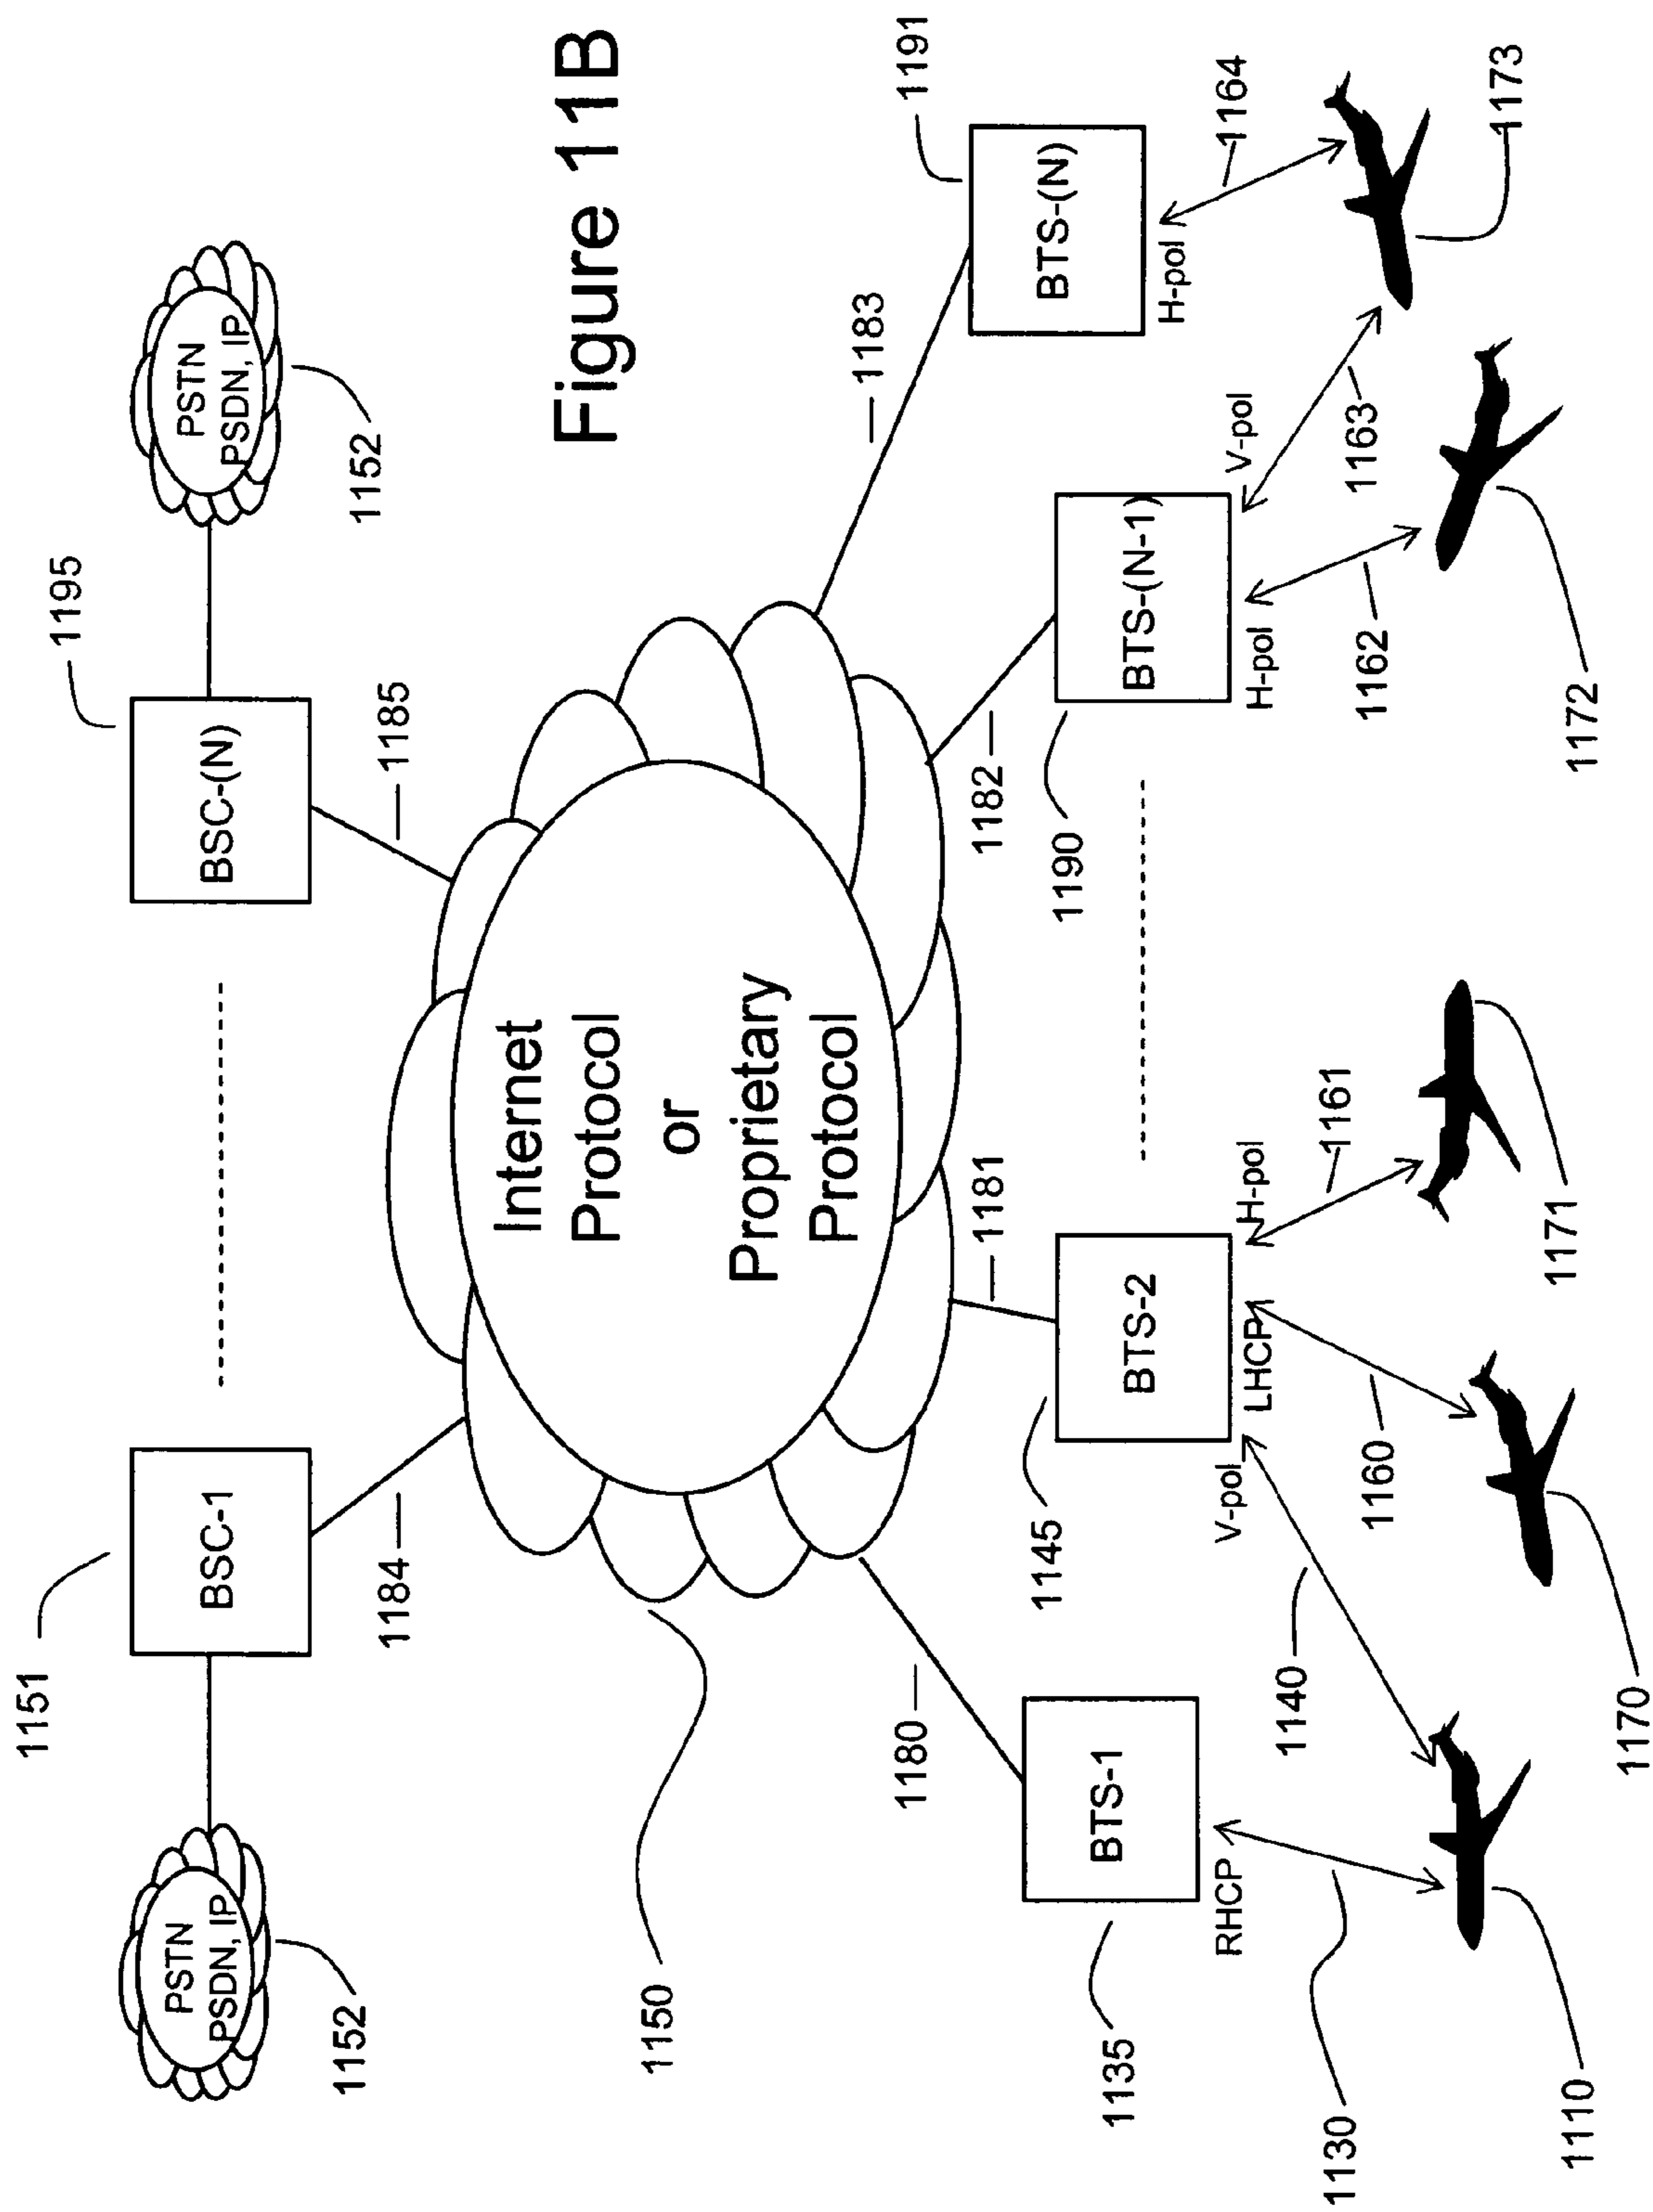 1151
BSC-1
PSTN
PSDN, IP
1152
1184
1195
BSC-(N)
PSTN
PSDN, IP
1152
1185
Internet
Protocol
or
Proprietary
Protocol
1150
Figure 11B
1180
1181
1182
1183
1135
BTS-1
RHCP
1145
BTS-2
V-pol
LHCP
H-pol
1190
BTS-(N-1)
H-pol
V-pol
1191
BTS-(N)
H-pol
1130
1140
1160
1161
1162
1163
1164
1110
1170
1171
1172
1173